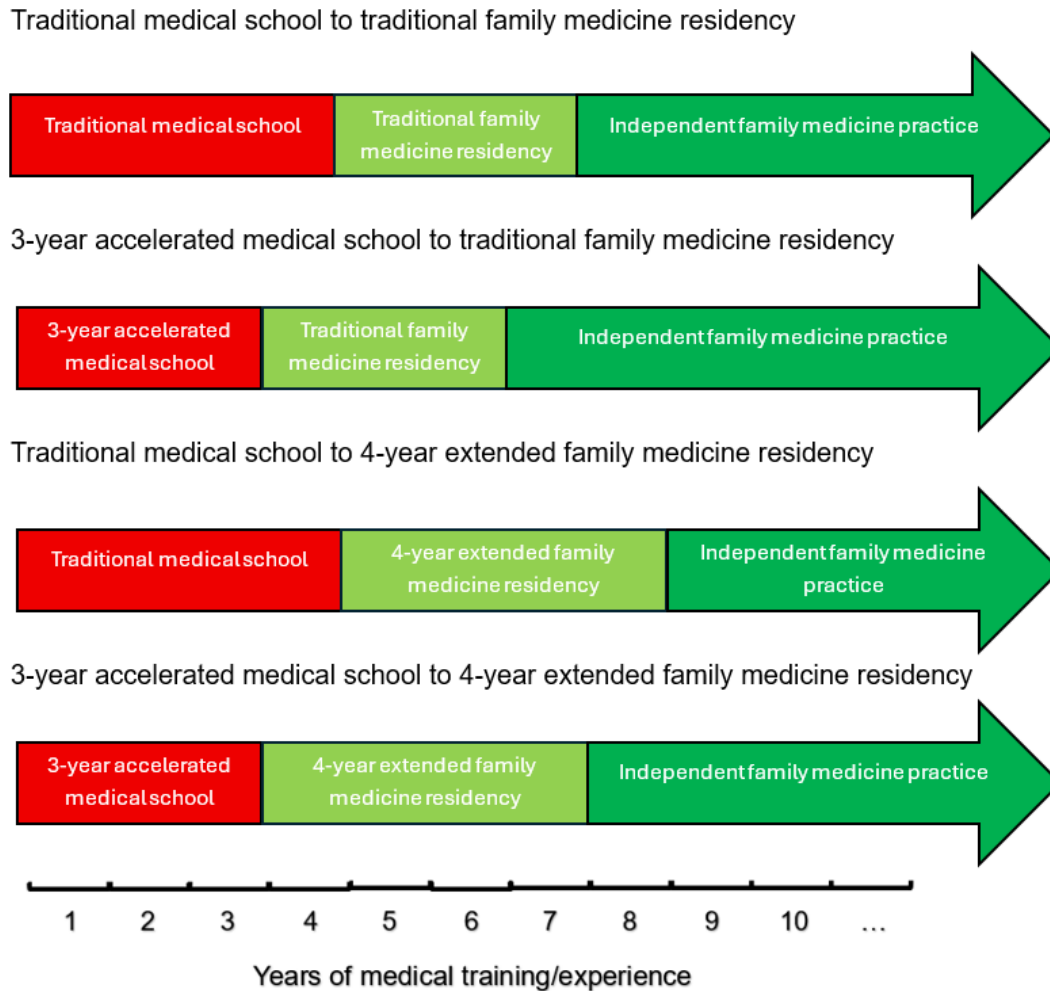 Traditional medical school to traditional family medicine residency
Traditional medical school
Traditional family
medicine residency
Independent family medicine practice
3-year accelerated medical school to traditional family medicine residency
3-year accelerated
medical school
Traditional family
medicine residency
Independent family medicine practice
Traditional medical school to 4-year extended family medicine residency
Traditional medical school
4-year extended family
medicine residency
Independent family medicine
practice
3-year accelerated medical school to 4-year extended family medicine residency
3-year accelerated
medical school
4-year extended family
medicine residency
Independent family medicine practice
1 2 3 4 5 6 7 8 9 10 ...
Years of medical training/experience